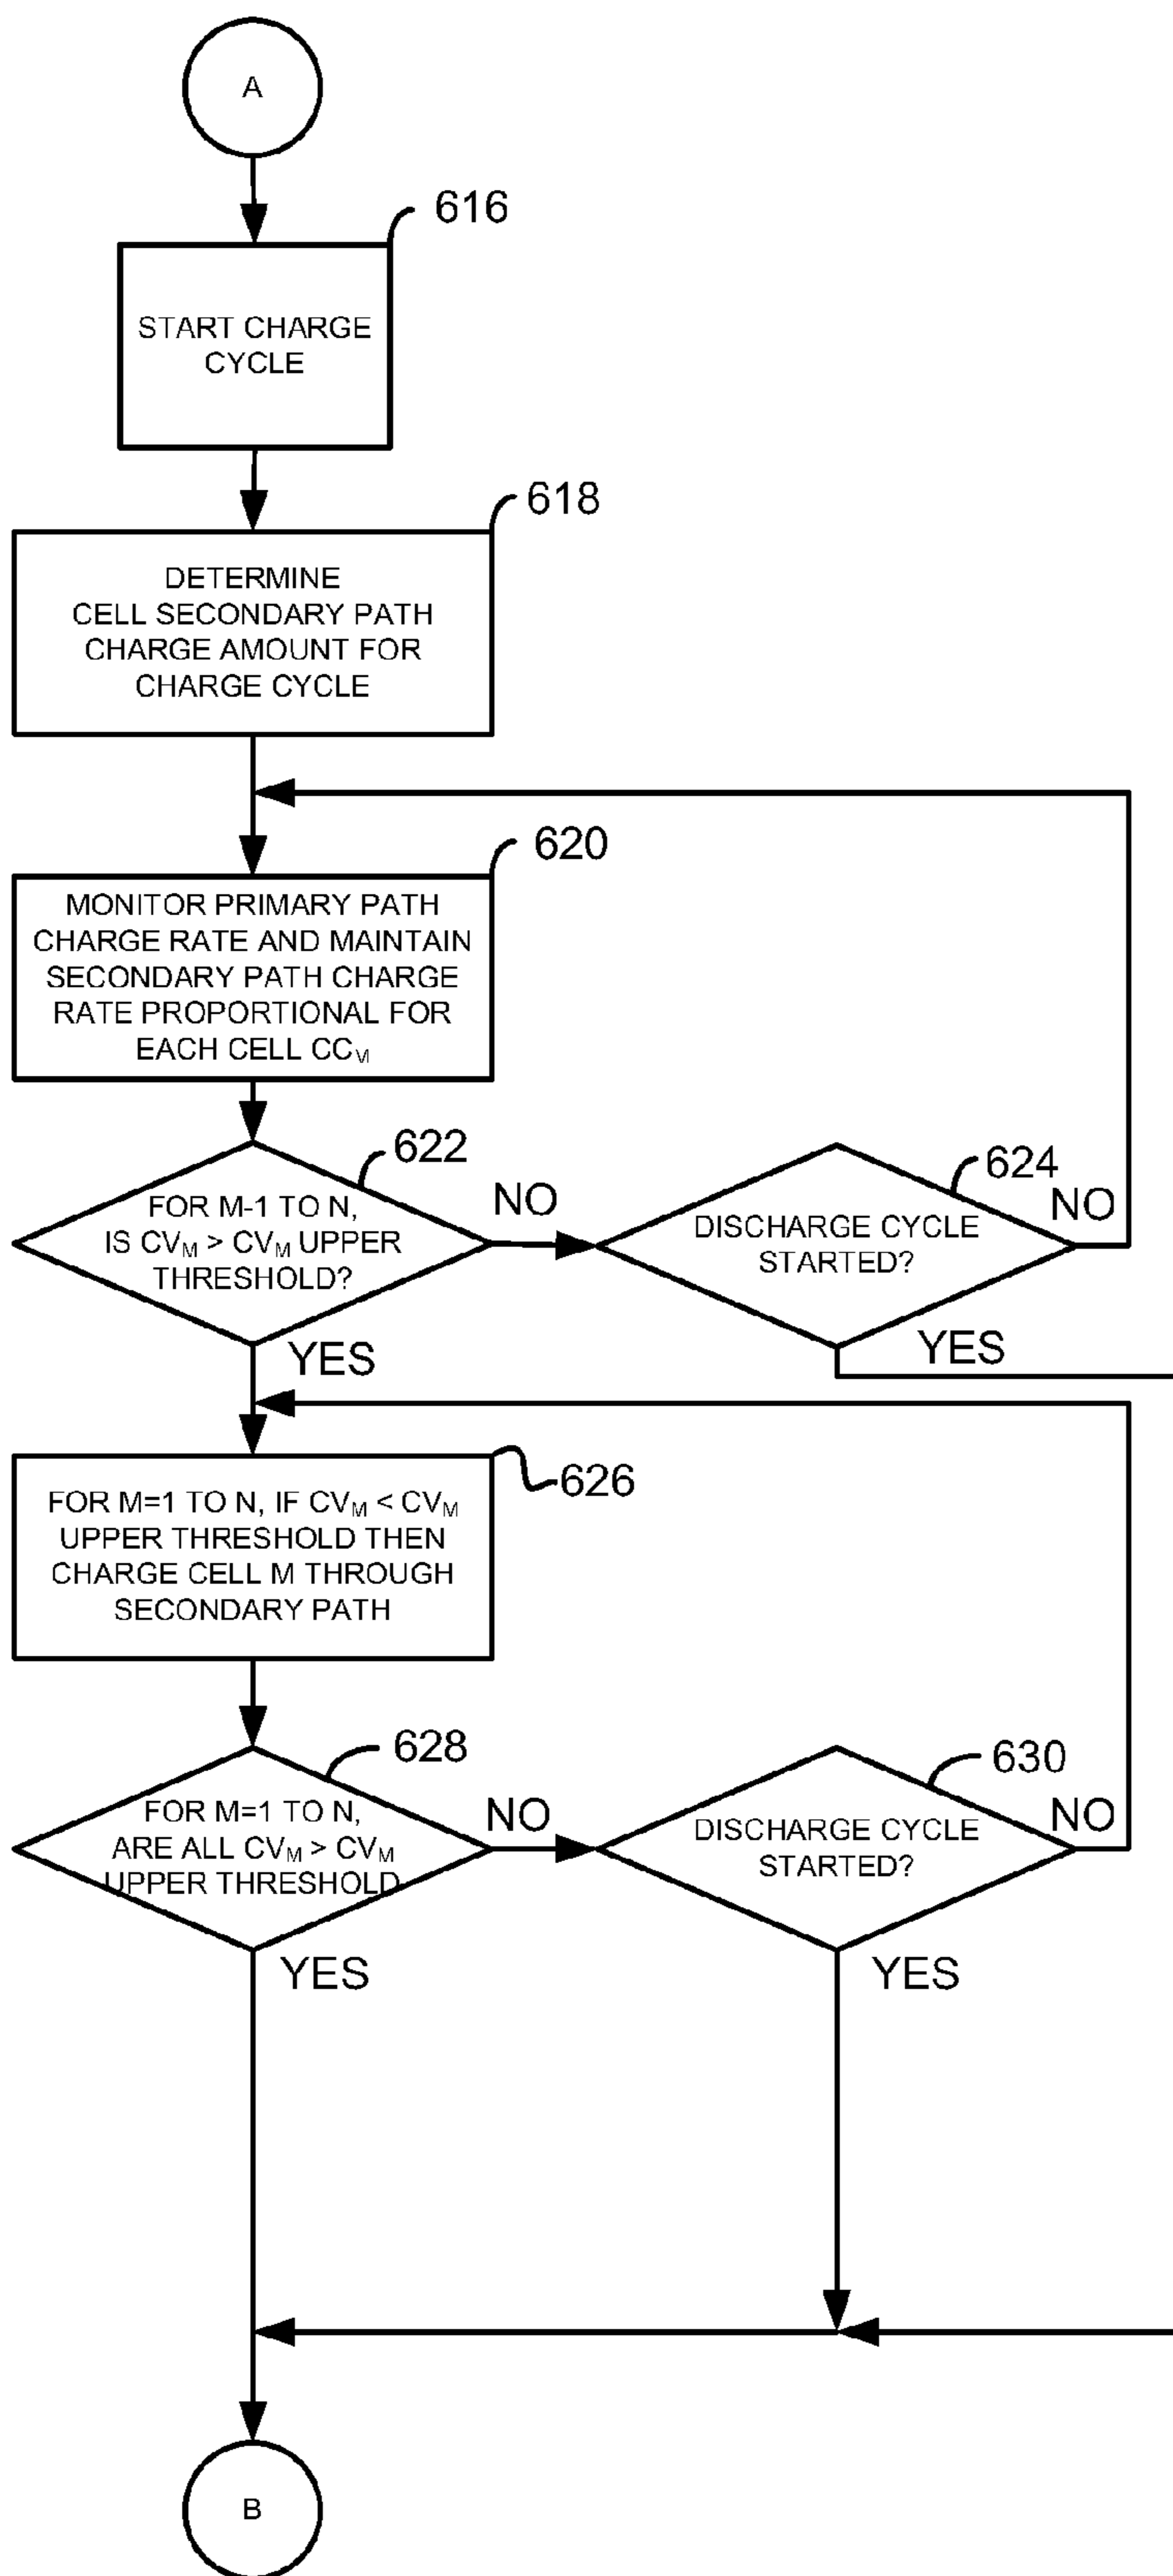 A
616
START CHARGE
CYCLE
618
DETERMINE
CELL SECONDARY PATH
CHARGE AMOUNT FOR
CHARGE CYCLE
620
MONITOR PRIMARY PATH
CHARGE RATE AND MAINTAIN
SECONDARY PATH CHARGE
RATE PROPORTIONAL FOR
EACH CELL CCM
622
FOR M-1 TO N,
IS CVM > CVM UPPER
THRESHOLD?
NO
YES
624
DISCHARGE CYCLE
STARTED?
NO
YES
626
FOR M=1 TO N, IF CVM < CVM
UPPER THRESHOLD THEN
CHARGE CELL M THROUGH
SECONDARY PATH
628
FOR M=1 TO N,
ARE ALL CVM > CVM
UPPER THRESHOLD
NO
YES
630
DISCHARGE CYCLE
STARTED?
NO
YES
B